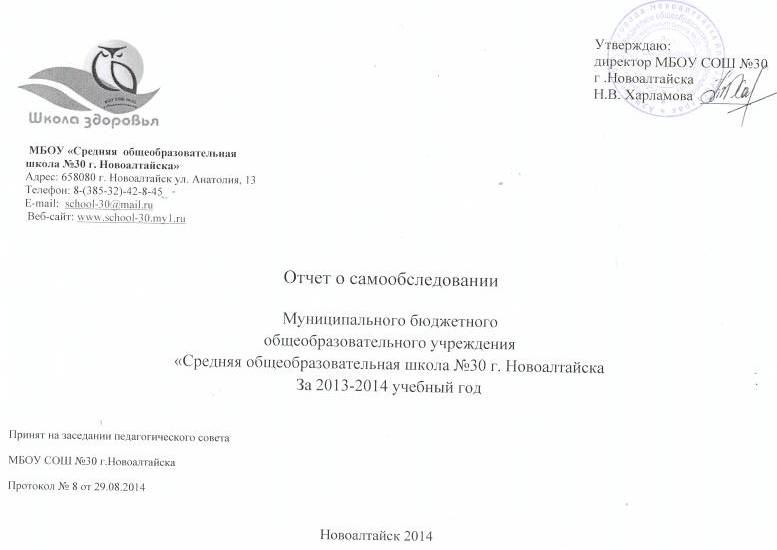 Утверждаю:
директор МБОУ СОШ №30
г .Новоалтайска
Н.В. Харламова
Школа здоровья
МБОУ «Средняя общеобразовательная
школа №30 г. Новоалтайска»
Адрес: 658080 г. Новоалтайск ул. Анатолия, 13
Телефон: 8-(385-32)-42-8-45
E-mail: school-30@mail.ru
Веб-сайт: www.school-30.my1.ru
Отчет о самообследовании
Муниципального бюджетного
общеобразовательного учреждения
«Средняя общеобразовательная школа №30 г. Новоалтайска
За 2013-2014 учебный год
Принят на заседании педагогического совета
МБОУ СОШ №30 г.Новоалтайска
Протокол № 8 от 29.08.2014
Новоалтайск 2014